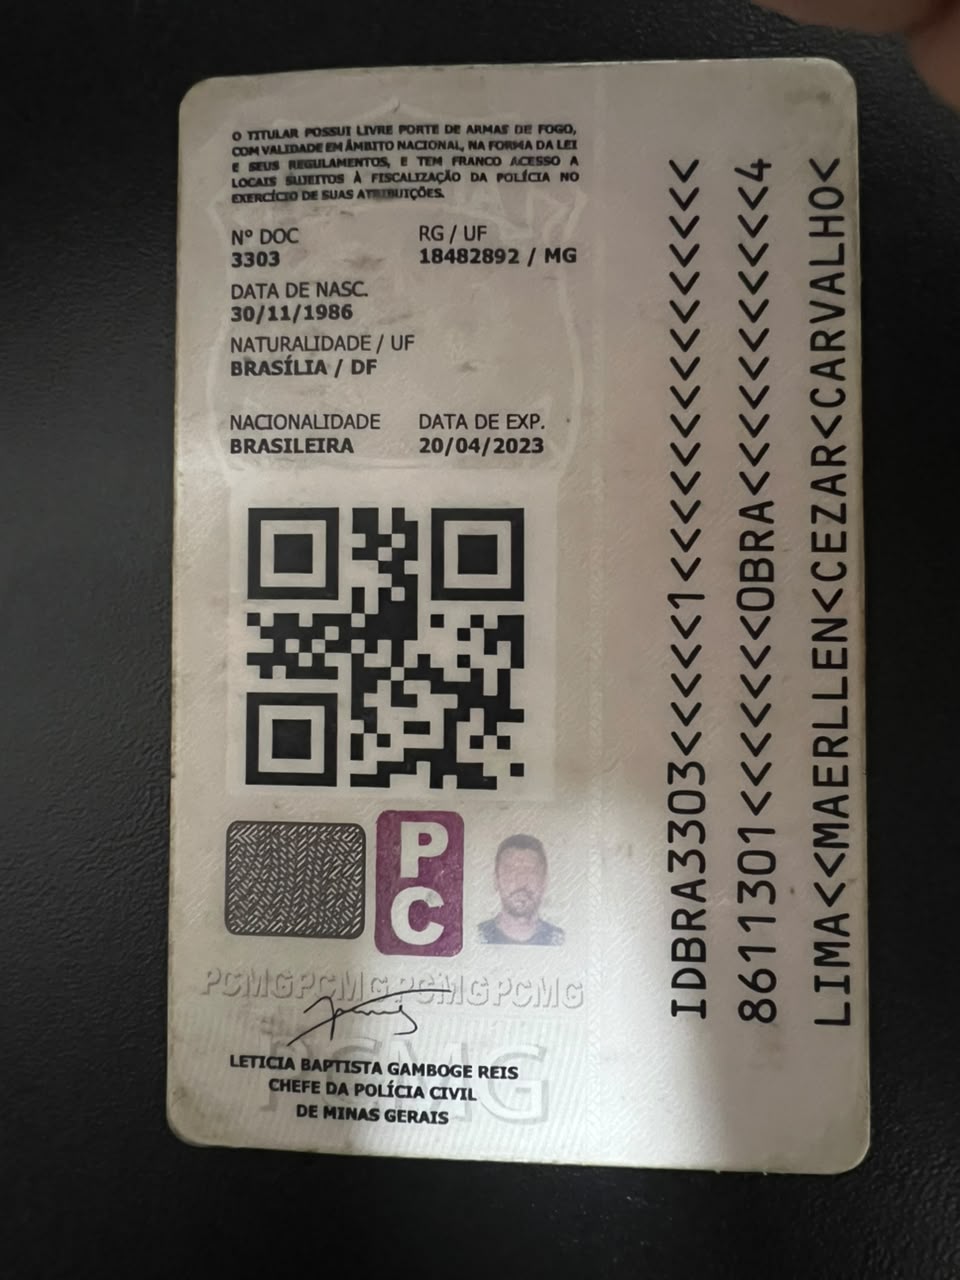 O TITULAR POSSUI LIVRE PORTE DE ARMAS DE FOGO,
COM VALIDADE EM ÂMBITO NACIONAL, NA FORMA DA LEI
E SEUS REGULAMENTOS, E TEM FRANCO ACESSO A
LOCAIS SUJEITOS À FISCALIZAÇÃO DA POLÍCIA NO
EXERCÍCIO DE SUAS ATRIBUIÇÕES.
Nº DOC
3303
RG / UF
18482892 / MG
DATA DE NASC.
30/11/1986
NATURALIDADE / UF
BRASÍLIA / DF
NACIONALIDADE
BRASILEIRA
DATA DE EXP.
20/04/2023
P
C
PCMGPCMGPCMGPCMG
PCMG
LETICIA BAPTISTA GAMBOGE REIS
CHEFE DA POLÍCIA CIVIL
DE MINAS GERAIS
IDBRA3303<<<<<1<<<<<<<<<<<<<<<
8611301<<<<<<<OBRA<<<<<<<<<<<4
LIMA<<MAERLLEN<CEZAR<CARVALHO<